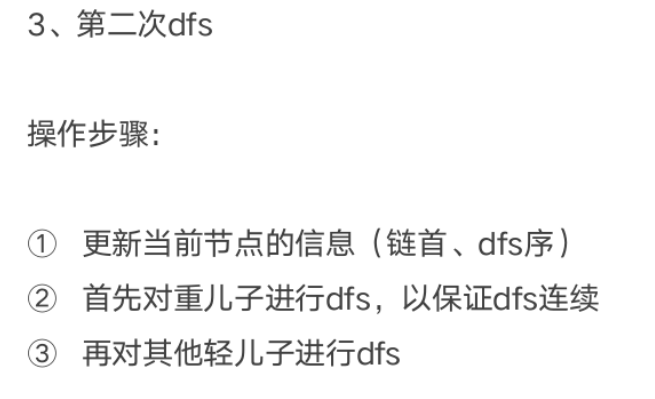 3、第二次dfs
操作步骤:
① 更新当前节点的信息（链首、dfs序）
② 首先对重儿子进行dfs，以保证dfs连续
③ 再对其他轻儿子进行dfs